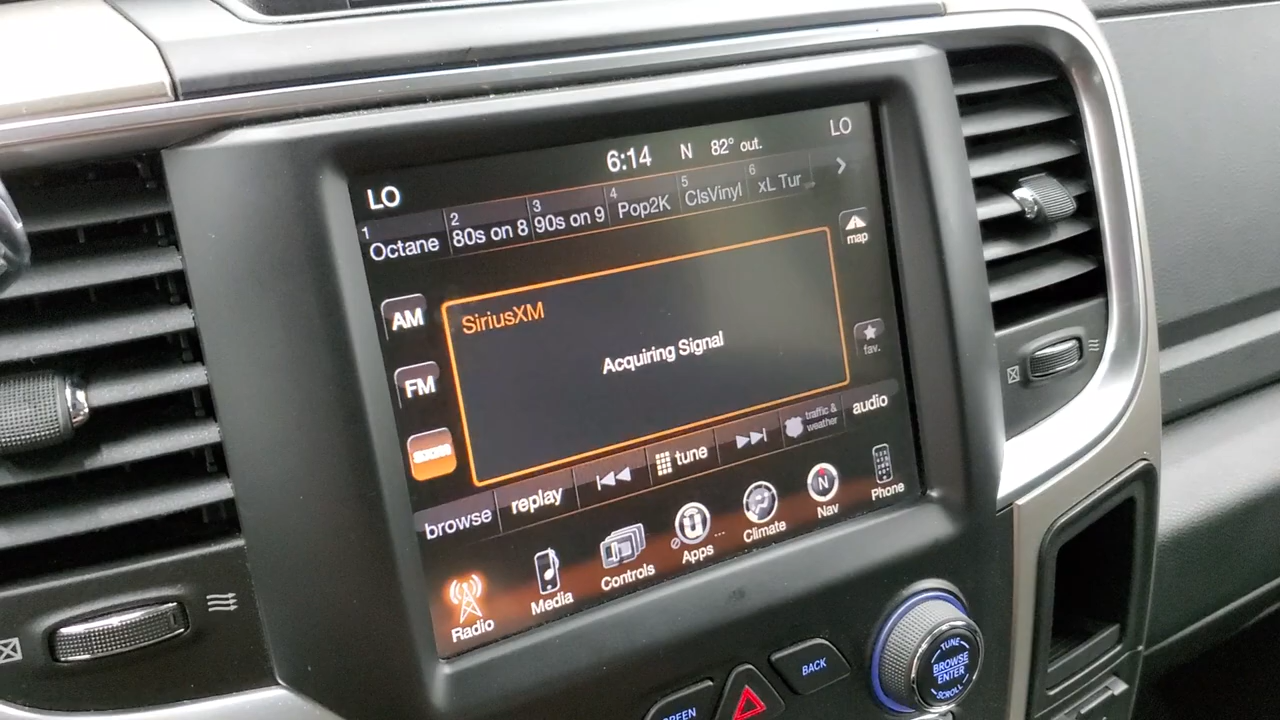 6:14 N 82° out. LO
LO
1 Octane 2 80s on 8 3 90s on 9 4 Pop2K 5 ClsVinyl 6 xL Tur
map
AM
SiriusXM
Acquiring Signal
fav.
FM
SXM
browse replay tune traffic & weather audio
Radio Media Controls Apps ... Climate N Nav Phone
BACK
TUNE
BROWSE
ENTER
SCROLL